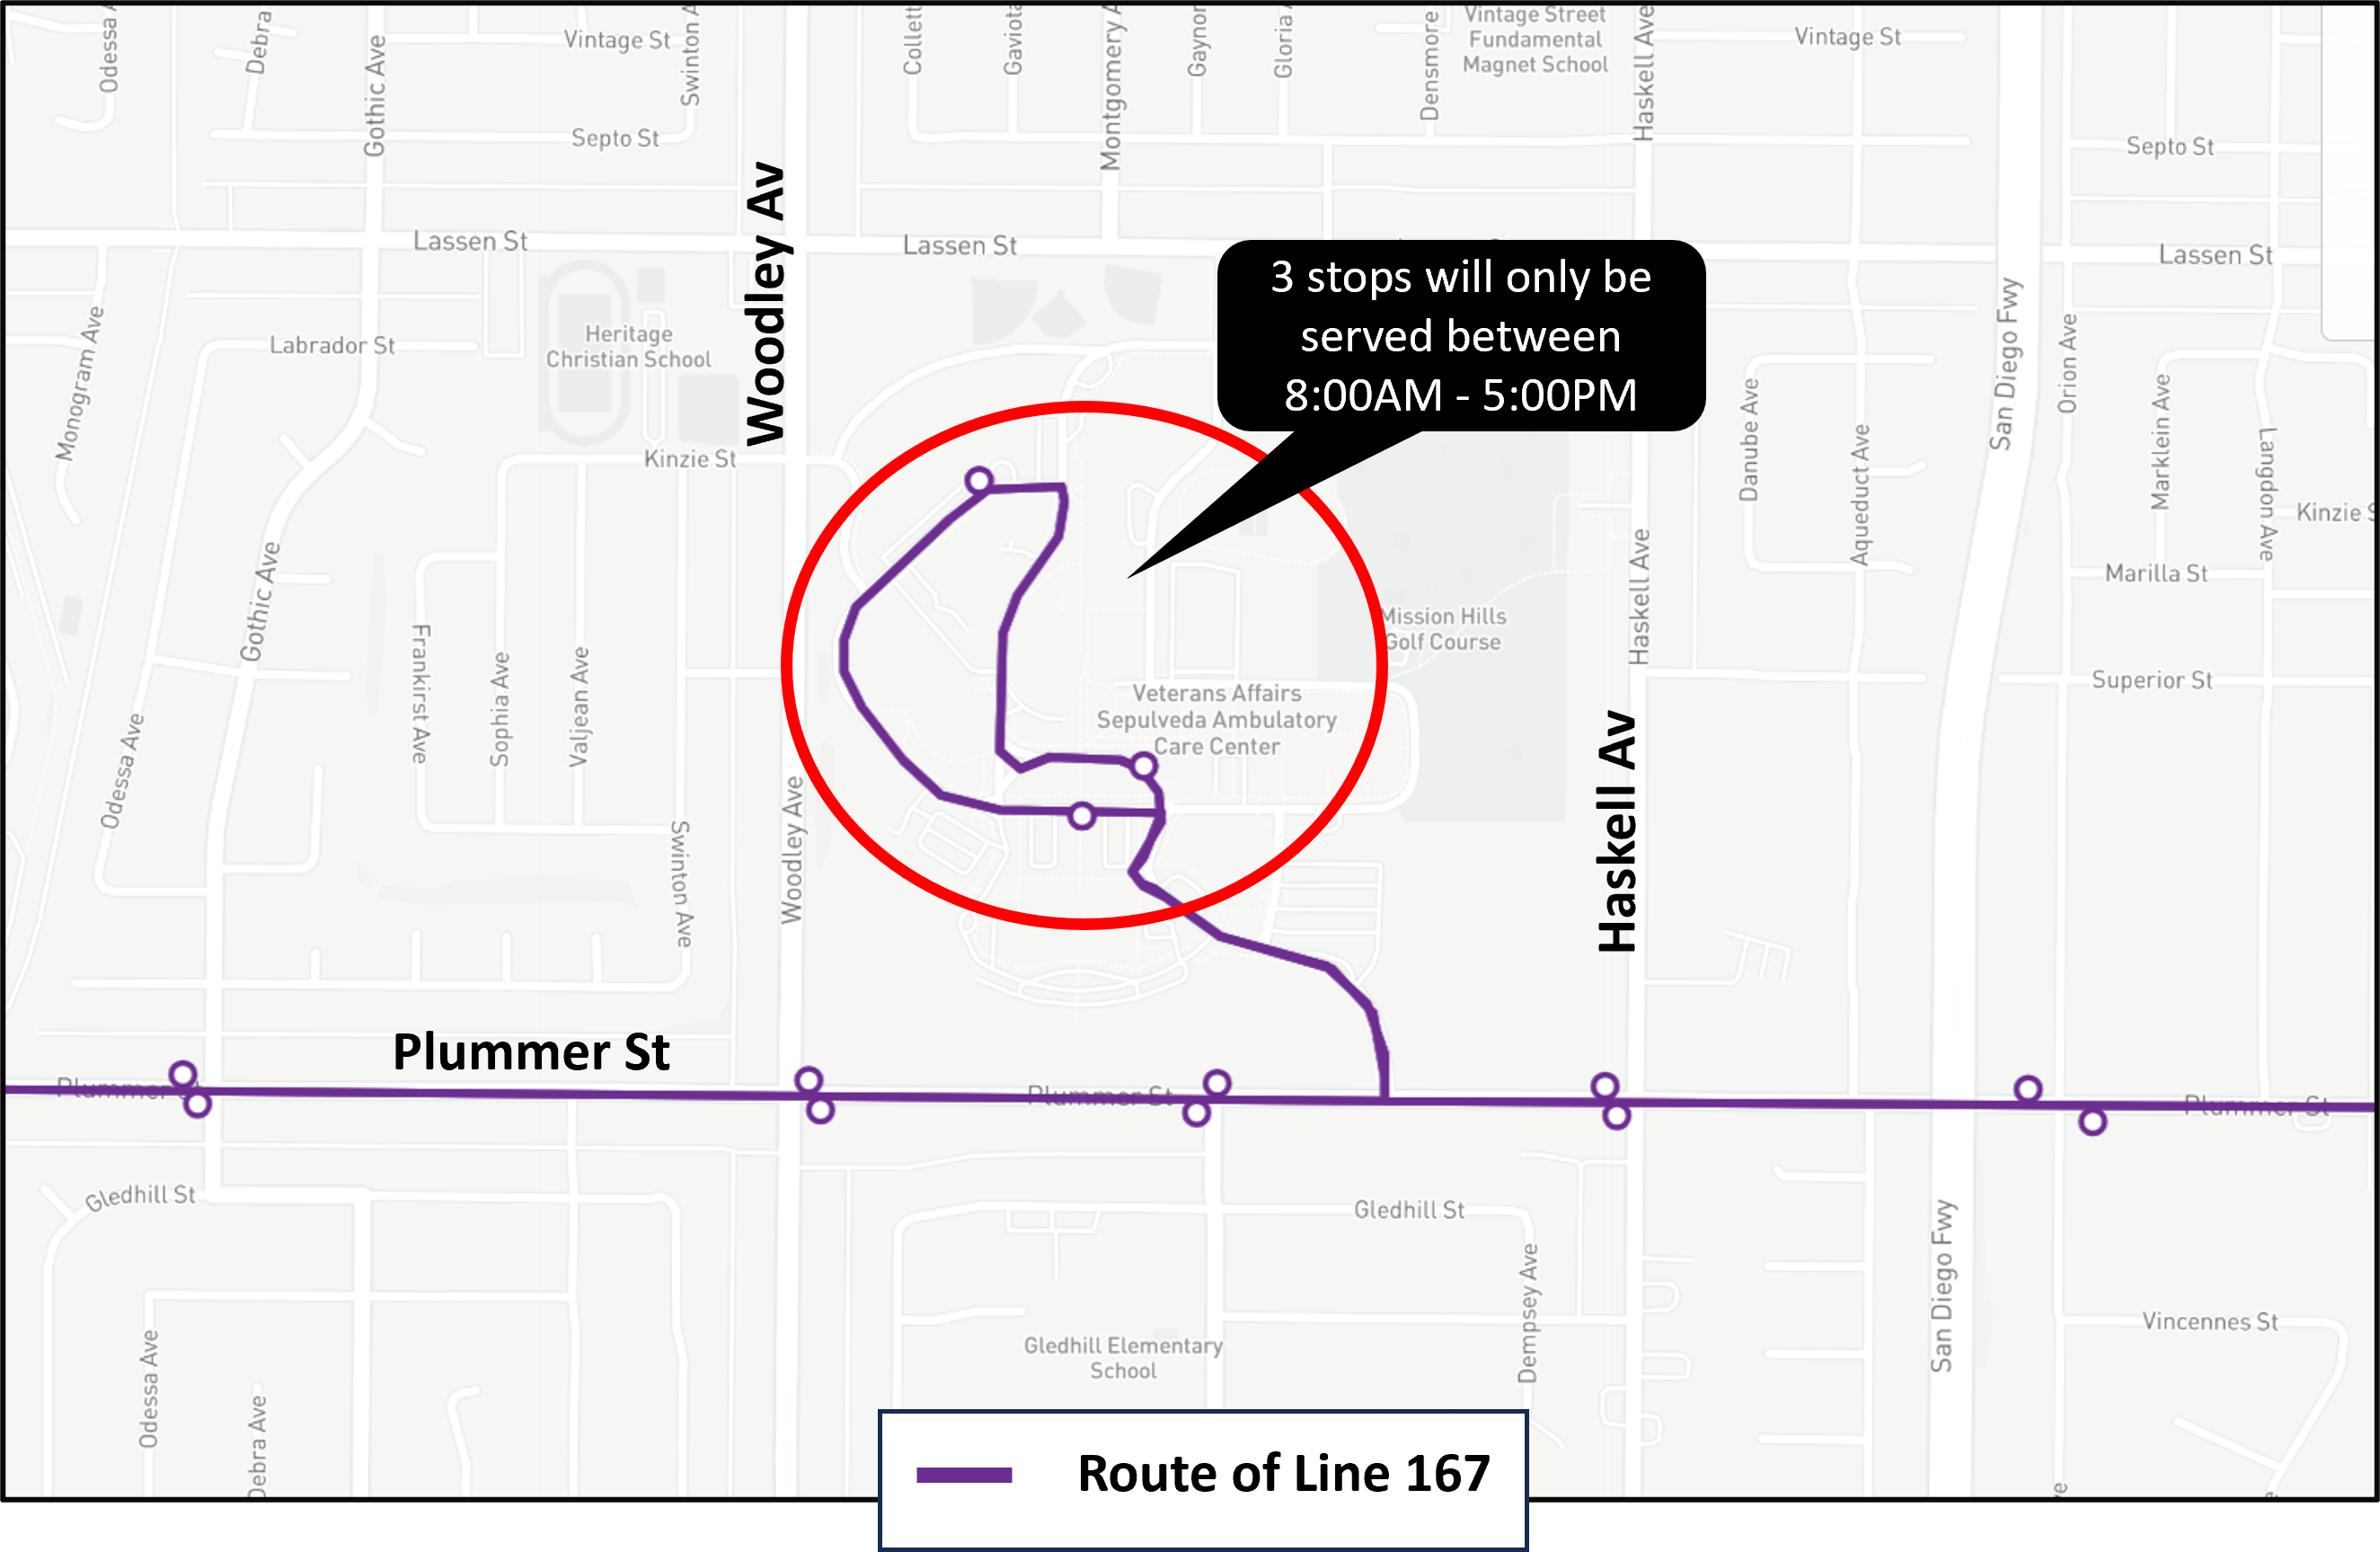 Odessa A
Debra
Gothic Ave
Vintage St
Swinton A
Collett
Gaviota
Montgomery A
Gaynor
Gloria A
Densmore
Vintage Street
Fundamental
Magnet School
Haskell Ave
Vintage St
Septo St
Septo St
Woodley Av
Lassen St
Lassen St
Lassen St
3 stops will only be
served between
8:00AM - 5:00PM
San Diego Fwy
Orion Ave
Monogram Ave
Labrador St
Heritage
Christian School
Kinzie St
Danube Ave
Aqueduct Ave
Marklein Ave
Langdon Ave
Kinzie S
Marilla St
Gothic Ave
Frankirst Ave
Sophia Ave
Valjean Ave
Haskell Ave
Mission Hills
Golf Course
Superior St
Veterans Affairs
Sepulveda Ambulatory
Care Center
Odessa Ave
Haskell Av
Woodley Ave
Swinton Ave
Plummer St
Plummer St
Plummer St
Plummer St
Gledhill St
Gledhill St
San Diego Fwy
Dempsey Ave
Vincennes St
Gledhill Elementary
School
Odessa Ave
Debra Ave
Route of Line 167